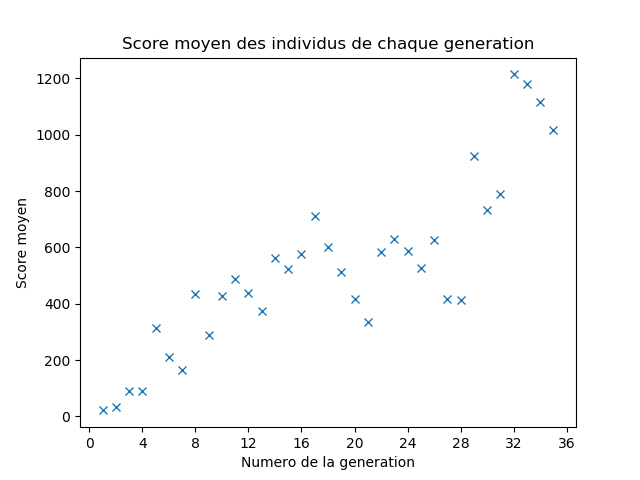 Score moyen des individus de chaque generation
1200
1000
800
600
400
200
0
Score moyen
0 4 8 12 16 20 24 28 32 36
Numero de la generation